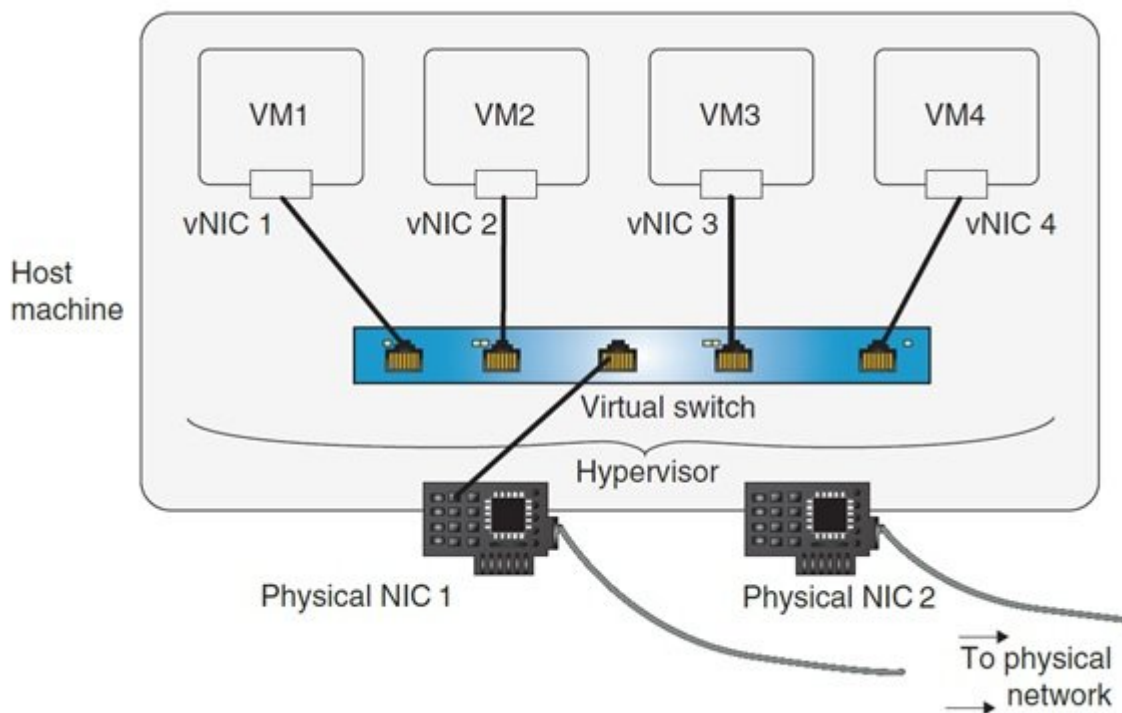 VM1
VM2
VM3
VM4
vNIC 1
vNIC 2
vNIC 3
vNIC 4
Host
machine
Virtual switch
Hypervisor
Physical NIC 1
Physical NIC 2
To physical
network